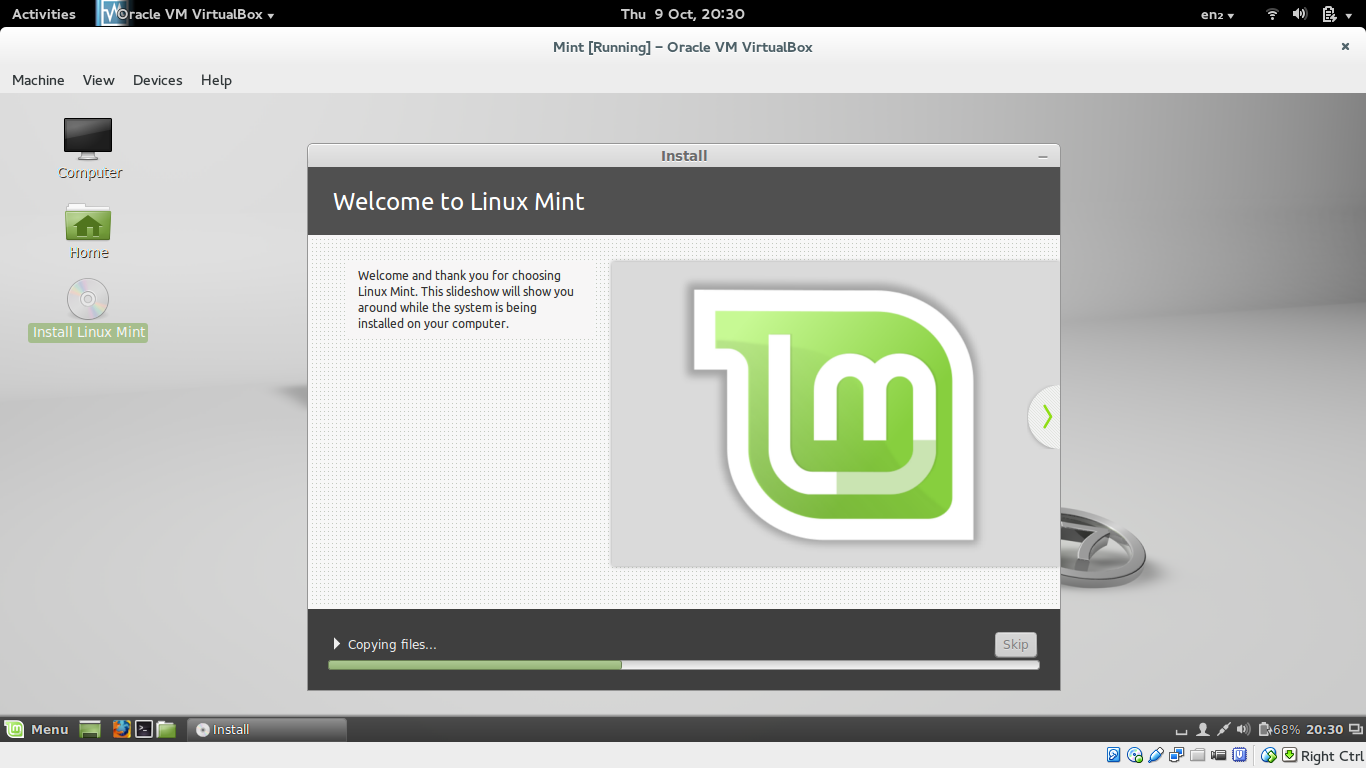 Activities Oracle VM VirtualBox Thu 9 Oct, 20:30 en₂
Mint [Running] – Oracle VM VirtualBox ×
Machine View Devices Help
Computer
Home
Install Linux Mint
Install
Welcome to Linux Mint
Welcome and thank you for choosing
Linux Mint. This slideshow will show you
around while the system is being
installed on your computer.
Copying files...
Skip
Menu Install 68% 20:30
Right Ctrl